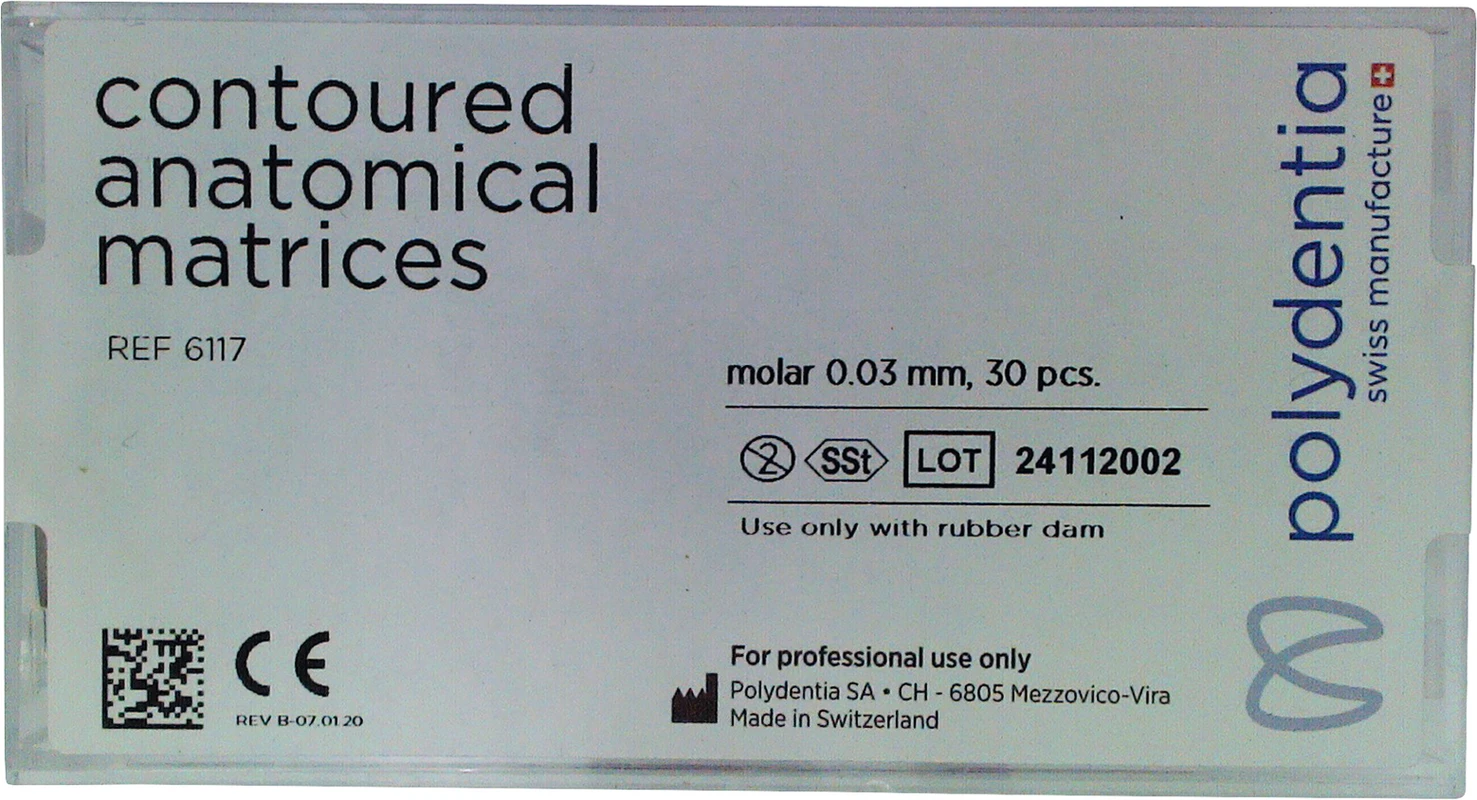 contoured
anatomical
matrices
REF 6117
molar 0.03 mm, 30 pcs.
2 SSt LOT 24112002
Use only with rubber dam
CE
REV B-07.01.20
For professional use only
Polydentia SA • CH - 6805 Mezzovico-Vira
Made in Switzerland
polydentia
swiss manufacture